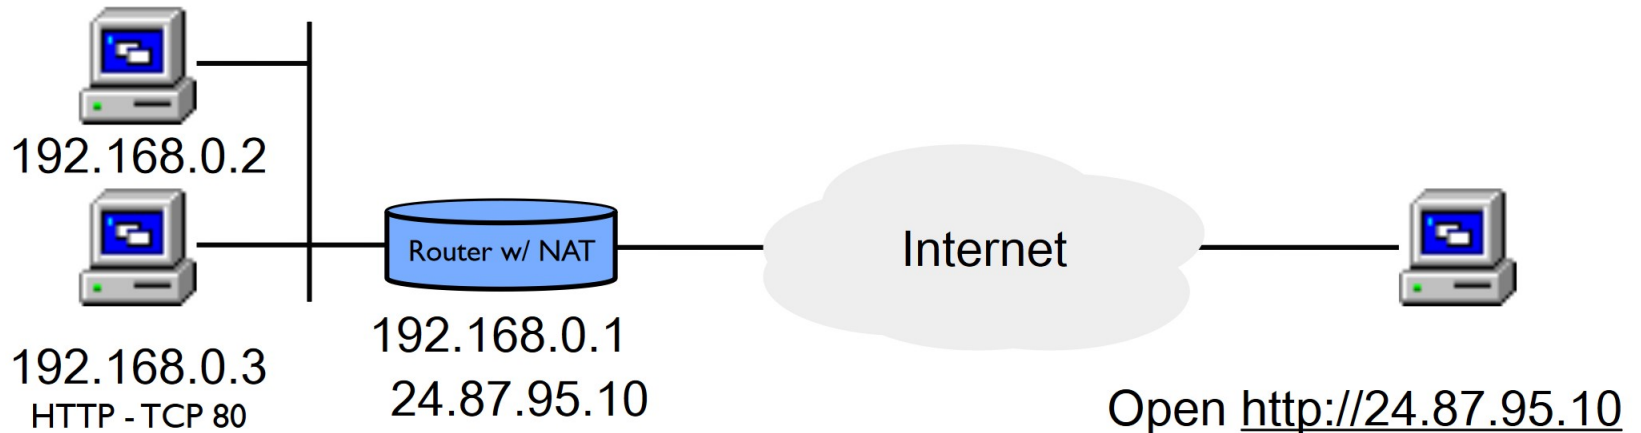 192.168.0.2
192.168.0.3
HTTP - TCP 80
Router w/ NAT
192.168.0.1
24.87.95.10
Internet
Open http://24.87.95.10